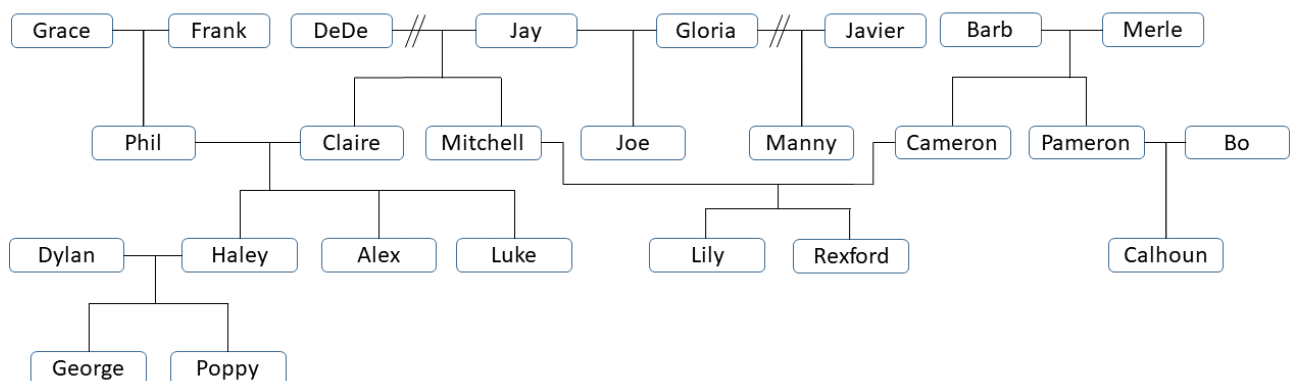 Grace
Frank
DeDe
Jay
Gloria
Javier
Barb
Merle
Phil
Claire
Mitchell
Joe
Manny
Cameron
Pameron
Bo
Dylan
Haley
Alex
Luke
Lily
Rexford
Calhoun
George
Poppy